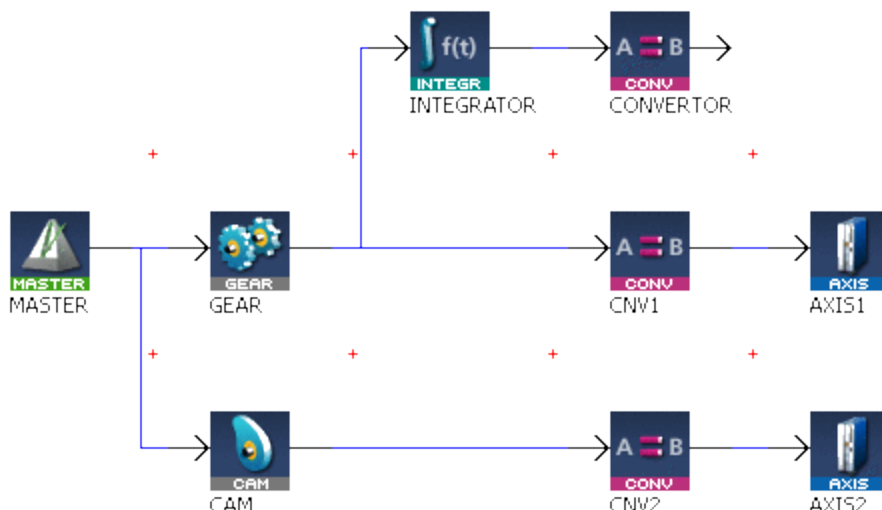 f(t)
INTEGR
INTEGRATOR
A B
CONV
CONVERTOR
MASTER
MASTER
GEAR
GEAR
A B
CONV
CNV1
AXIS
AXIS1
CAM
CAM
A B
CONV
CNV2
AXIS
AXIS2